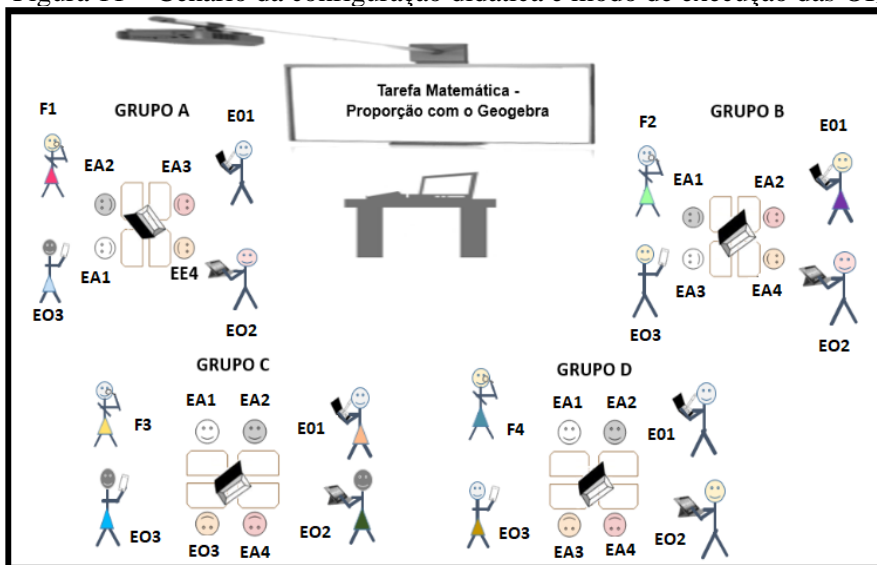 Tarefa Matemática -
Proporção com o Geogebra
F1
GRUPO A
E01
EA2
EA3
EA1
EE4
EO3
EO2
GRUPO B
F2
E01
EA1
EA2
EA3
EA4
EO3
EO2
GRUPO C
EA1
EA2
F3
E01
EO3
EO3
EA4
EO2
GRUPO D
EA1
EA2
F4
E01
EO3
EA3
EA4
EO2